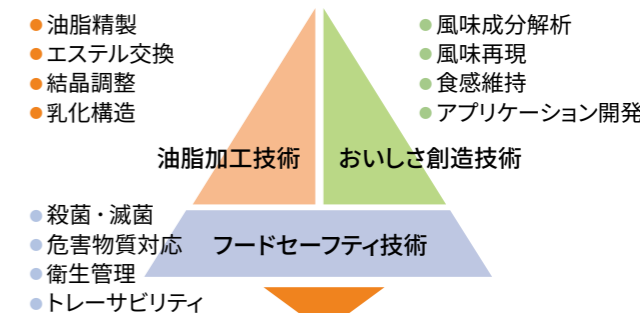 ●油脂精製
●エステル交換
●結晶調整
●乳化構造
●風味成分解析
●風味再現
●食感維持
●アプリケーション開発
油脂加工技術
おいしさ創造技術
●殺菌・滅菌
●危害物質対応
●衛生管理
●トレーサビリティ
フードセーフティ技術